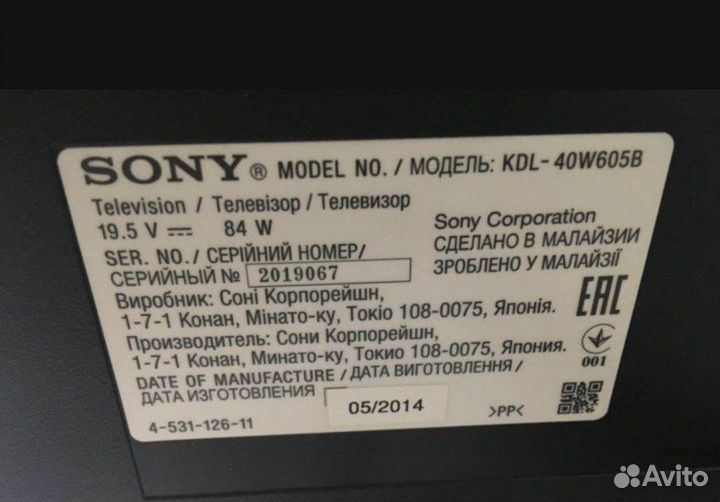 SONY® MODEL NO. / МОДЕЛЬ: KDL-40W605B
Television / Телевізор / Телевизор
19.5 V ⎓ 84 W
SER. NO./ СЕРІЙНИЙ НОМЕР/
СЕРИЙНЫЙ № 2019067
Sony Corporation
СДЕЛАНО В МАЛАЙЗИИ
ЗРОБЛЕНО У МАЛАЙЗІЇ
Виробник: Соні Корпорейшн,
1-7-1 Конан, Мінато-ку, Токіо 108-0075, Японія.
Производитель: Сони Корпорейшн,
1-7-1 Конан, Минато-ку, Токио 108-0075, Япония.
EAC
001
DATE OF MANUFACTURE / ДАТА ВИГОТОВЛЕННЯ /
ДАТА ИЗГОТОВЛЕНИЯ
05/2014
4-531-126-11
>PP<
Avito